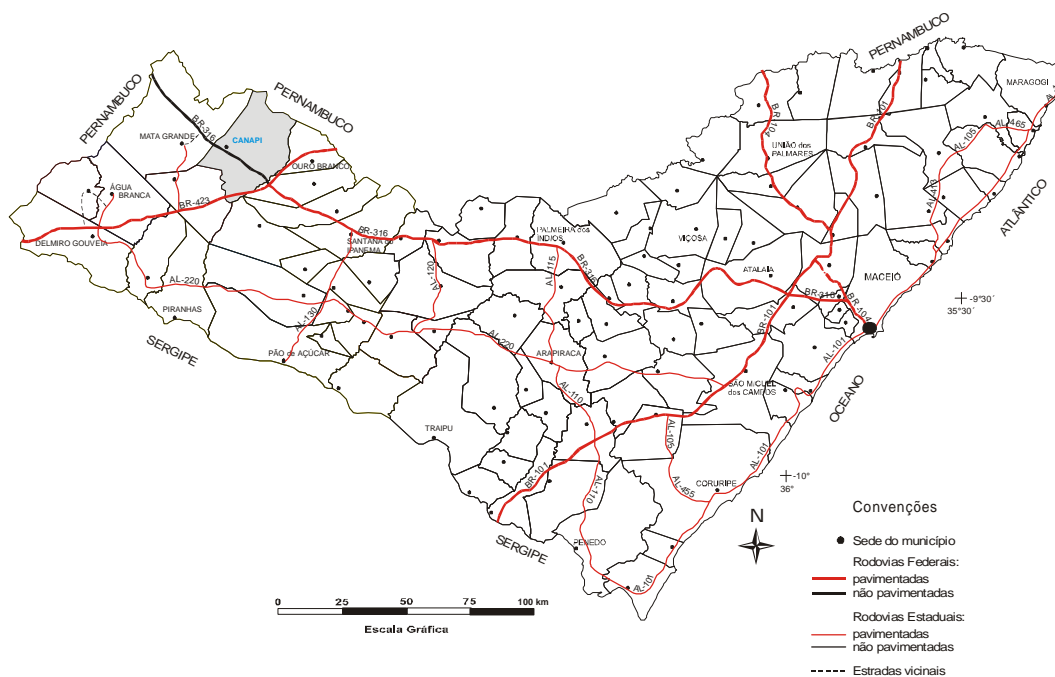 PERNAMBUCO
MARAGOGI
PERNAMBUCO
PERNAMBUCO
BR-316
MATA GRANDE
CANAPI
OURO BRANCO
BR-104
BR-101
AL-465
AL-105
AL-413
UNIÃO dos
PALMARES
ÁGUA
BRANCA
BR-423
DELMIRO GOUVEIA
BR-316
SANTANA do
IPANEMA
PALMEIRA dos
ÍNDIOS
VIÇOSA
ATLÂNTICO
AL-120
AL-115
BR-316
ATALAIA
MACEIÓ
BR-316
BR-104
-9°30´
35°30´
AL-220
PIRANHAS
AL-130
SERGIPE
PÃO de AÇÚCAR
AL-220
ARAPIRACA
BR-101
AL-101
OCEANO
SÃO MIGUEL
dos CAMPOS
AL-110
TRAIPU
AL-105
AL-101
BR-101
AL-110
AL-455
CORURIPE
-10°
36°
SERGIPE
PENEDO
AL-101
N
0 25 50 75 100 km
Escala Gráfica
Convenções
Sede do município
Rodovias Federais:
pavimentadas
não pavimentadas
Rodovias Estaduais:
pavimentadas
não pavimentadas
Estradas vicinais